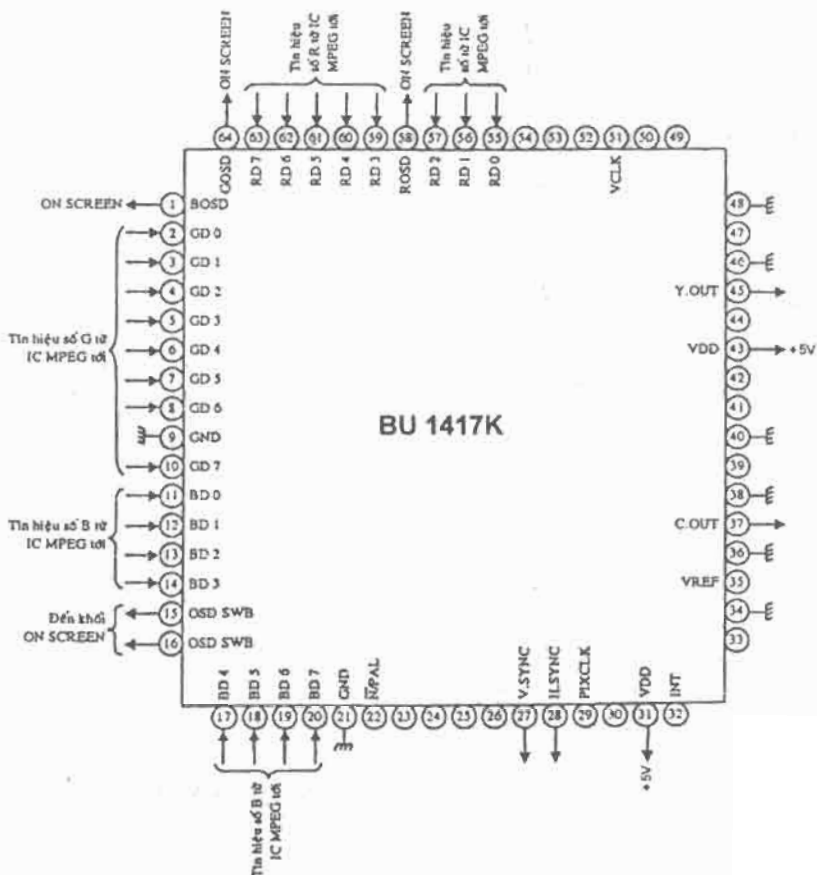 ON SCREEN
Tín hiệu
số R từ IC
MPEG tới
ON SCREEN
Tín hiệu
số từ IC
MPEG tới
64 63 62 61 60 59 58 57 56 55 54 53 52 51 50 49
GOSD RD 7 RD 6 RD 5 RD 4 RD 3 ROSD RD 2 RD 1 RD 0 VCLK
ON SCREEN 1 BOSD
2 GD 0
3 GD 1
4 GD 2
5 GD 3
6 GD 4
7 GD 5
8 GD 6
9 GND
10 GD 7
Tín hiệu số G từ
IC MPEG tới
11 BD 0
12 BD 1
13 BD 2
14 BD 3
Tín hiệu số B từ
IC MPEG tới
15 OSD SWB
16 OSD SWB
Đến khối
ON SCREEN
BU 1417K
48
47
46
Y.OUT 45
44
VDD 43 +5V
42
41
40
39
38
C.OUT 37
36
VREF 35
34
33
BD 4 BD 5 BD 6 BD 7 GND N/PAL V.SYNC PIXCLK VDD INT
17 18 19 20 21 22 23 24 25 26 27 28 29 30 31 32
+5V
Tín hiệu số B từ
IC MPEG tới